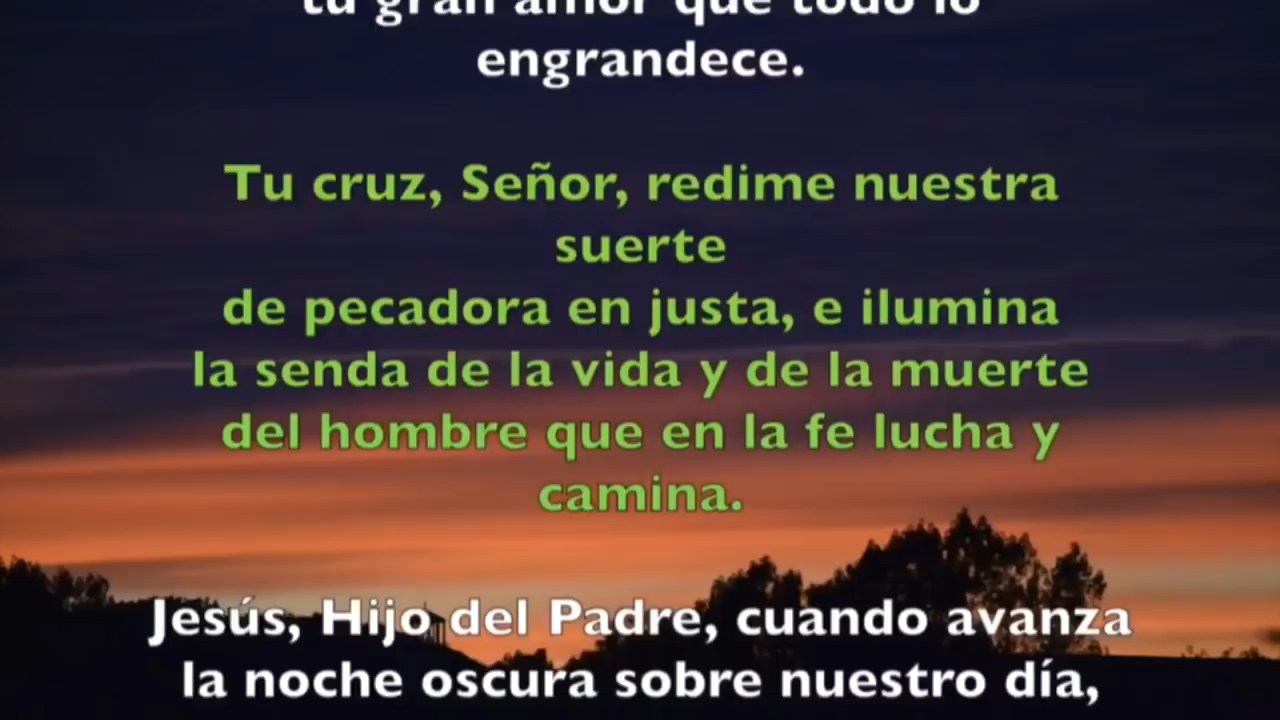 tu gran amor que todo lo
engrandece.
Tu cruz, Señor, redime nuestra
suerte
de pecadora en justa, e ilumina
la senda de la vida y de la muerte
del hombre que en la fe lucha y
camina.
Jesús, Hijo del Padre, cuando avanza
la noche oscura sobre nuestro día,